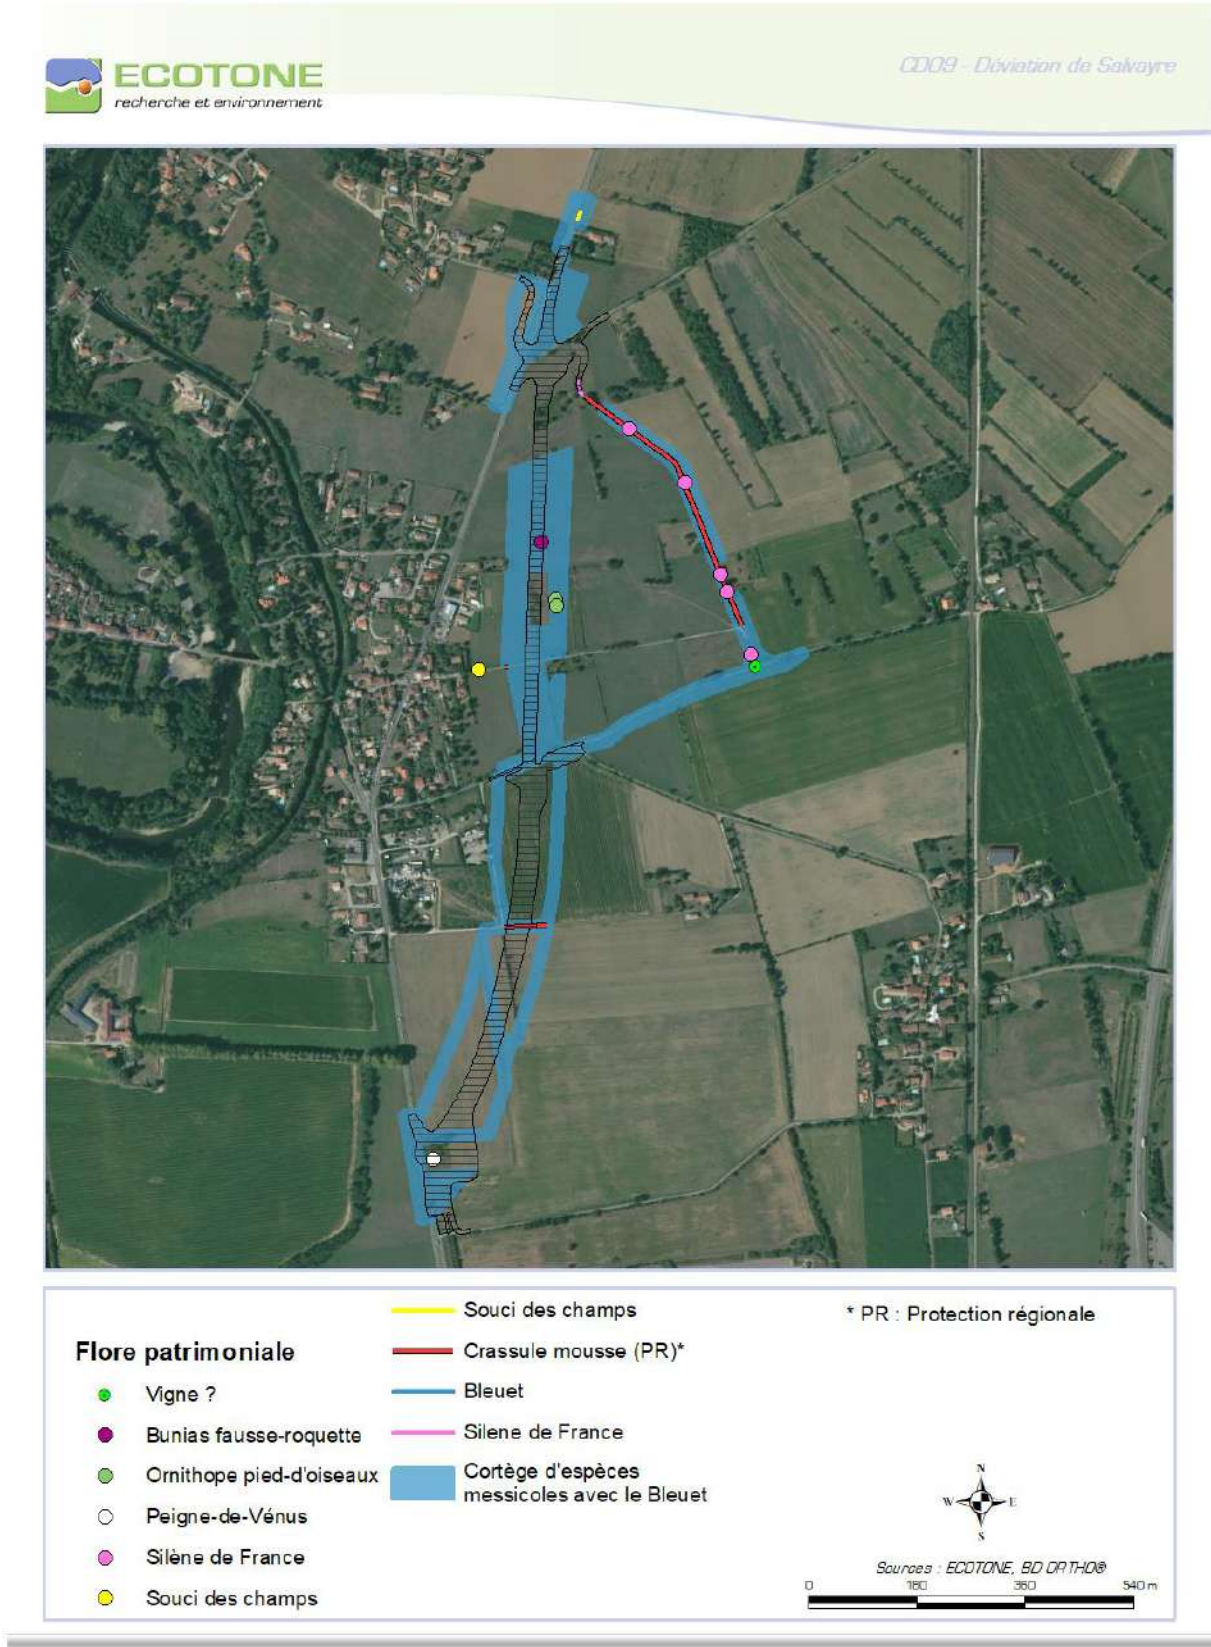 CD09 - Déviation de Salvayre
ECOTONE
recherche et environnement
Flore patrimoniale
Vigne ?
Bunias fausse-roquette
Ornithope pied-d'oiseaux
Peigne-de-Vénus
Silène de France
Souci des champs
Souci des champs
Crassule mousse (PR)*
Bleuet
Silene de France
Cortège d'espèces
messicoles avec le Bleuet
* PR : Protection régionale
N
W E
S
Sources : ECOTONE, BD ORTHO®
0 180 360 540 m